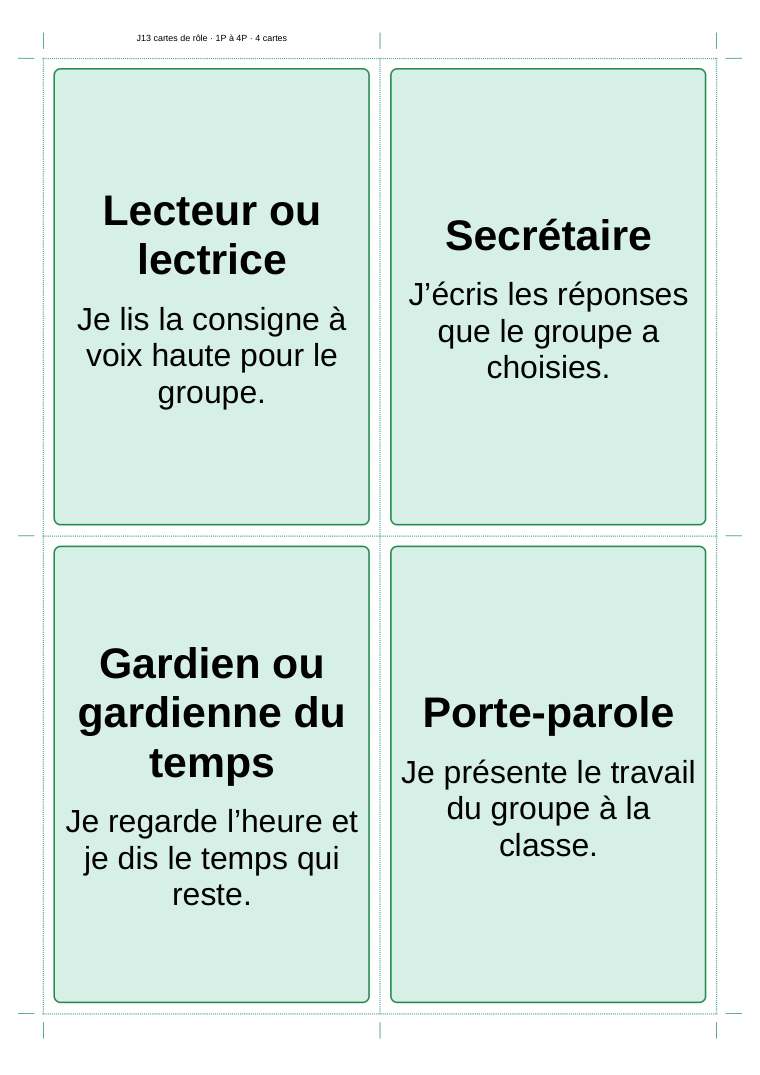 J13 cartes de rôle · 1P à 4P · 4 cartes
Lecteur ou
lectrice
Je lis la consigne à
voix haute pour le
groupe.
Secrétaire
J’écris les réponses
que le groupe a
choisies.
Gardien ou
gardienne du
temps
Je regarde l’heure et
je dis le temps qui
reste.
Porte-parole
Je présente le travail
du groupe à la
classe.